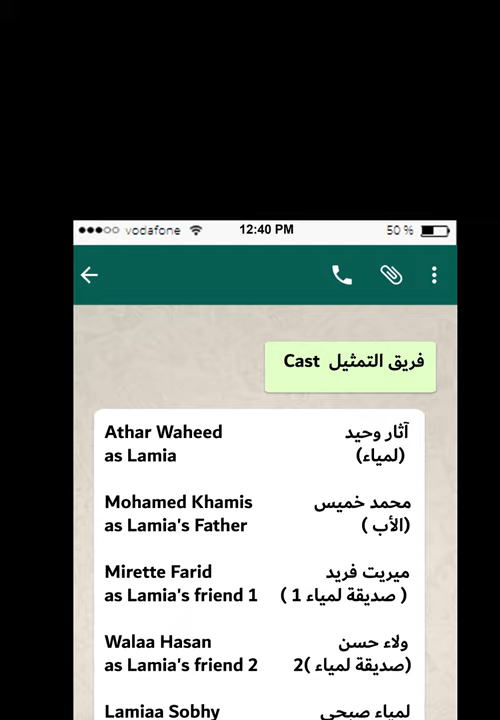 vodafone 12:40 PM 50 %
فريق التمثيل Cast
Athar Waheed آثار وحيد
as Lamia (لمياء)
Mohamed Khamis محمد خميس
as Lamia's Father (الأب )
Mirette Farid ميريت فريد
as Lamia's friend 1 ( صديقة لمياء 1 )
Walaa Hasan ولاء حسن
as Lamia's friend 2 (صديقة لمياء )2
Lamiaa Sobhy لمياء صبحي